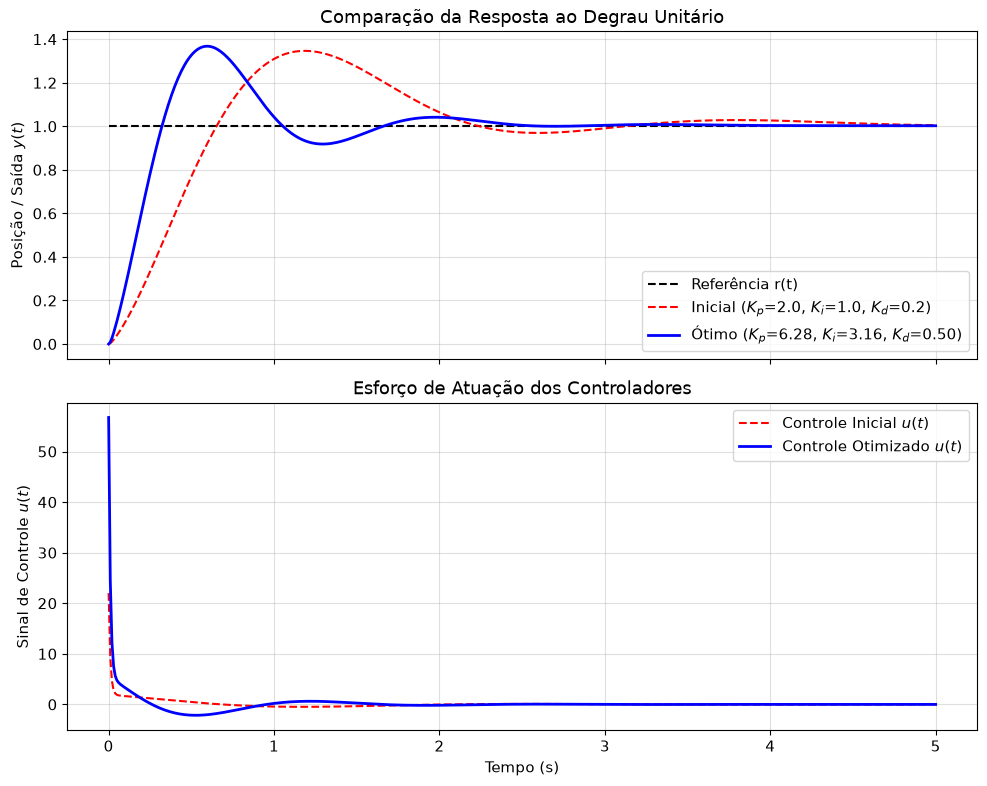 Comparação da Resposta ao Degrau Unitário
1.4
1.2
1.0
0.8
0.6
0.4
0.2
0.0
Posição / Saída y(t)
Referência r(t)
Inicial (Kₚ=2.0, Kᵢ=1.0, K_d=0.2)
Ótimo (Kₚ=6.28, Kᵢ=3.16, K_d=0.50)
Esforço de Atuação dos Controladores
50
40
30
20
10
0
Sinal de Controle u(t)
Controle Inicial u(t)
Controle Otimizado u(t)
0 1 2 3 4 5
Tempo (s)